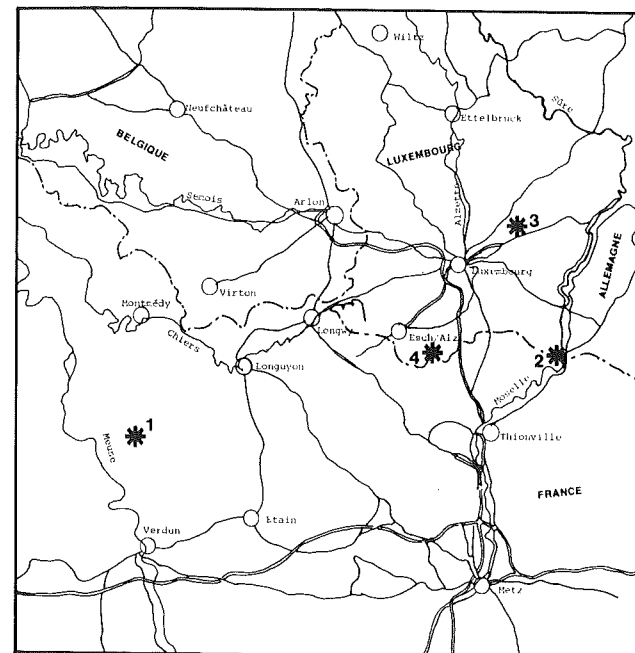 Wiltz
Neufchâteau
Ettelbruck
Sûre
BELGIQUE
LUXEMBOURG
Semois
Arlon
Alzette
3
ALLEMAGNE
Luxembourg
Virton
Montmédy
Longwy
Esch/Alz
Chiers
4
2
Longuyon
Moselle
1
Meuse
Thionville
FRANCE
Etain
Verdun
Metz